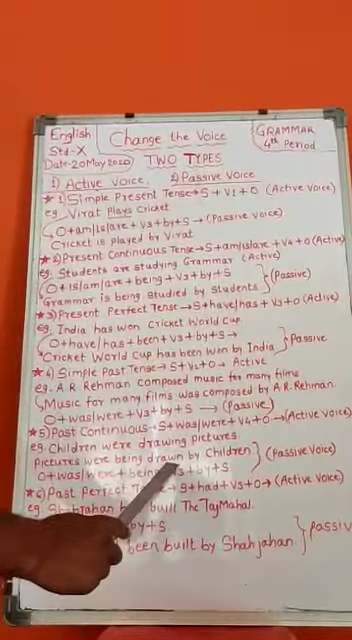 English
Std-X
Date-20 May 2020
Change the Voice
GRAMMAR
4th Period
TWO TYPES
1) Active Voice. 2) Passive Voice
★ 1) Simple Present Tense→S+V1+O (Active Voice)
eg Virat Plays Cricket
O+am/is/are+V3+by+S→(Passive Voice)
Cricket is played by Virat
★ 2) Present Continuous Tense→S+am/is/are+V4+O (Active)
eg. Students are studying Grammar (Active)
O+is/am/are+being+V3+by+S
Grammar is being studied by students (Passive)
★ 3) Present Perfect Tense→S+have/has+V3+O (Active)
eg. India has won Cricket World Cup.
O+have/has+been+V3+by+S→
Cricket World Cup has been won by India Passive
★ 4) Simple Past Tense→S+V2+O→ Active
eg. A.R. Rehman composed music for many films
Music for many films was composed by A.R. Rehman.
O+was/were+V3+by+S → (Passive)
★ 5) Past Continuous→S+was/were+V4+O→(Active Voice)
eg. Children were drawing pictures.
Pictures were being drawn by Children
O+was/were+being V3+by+S (Passive Voice)
★ 6) Past Perfect S+had+V3+O→ (Active Voice)
eg built The Taj Mahal.
by+S
been built by Shahjahan. Passive